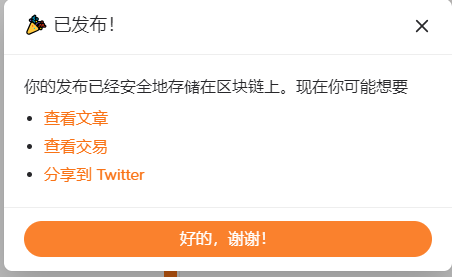 已发布！
你的发布已经安全地存储在区块链上。现在你可能想要
查看文章
查看交易
分享到 Twitter
好的，谢谢！